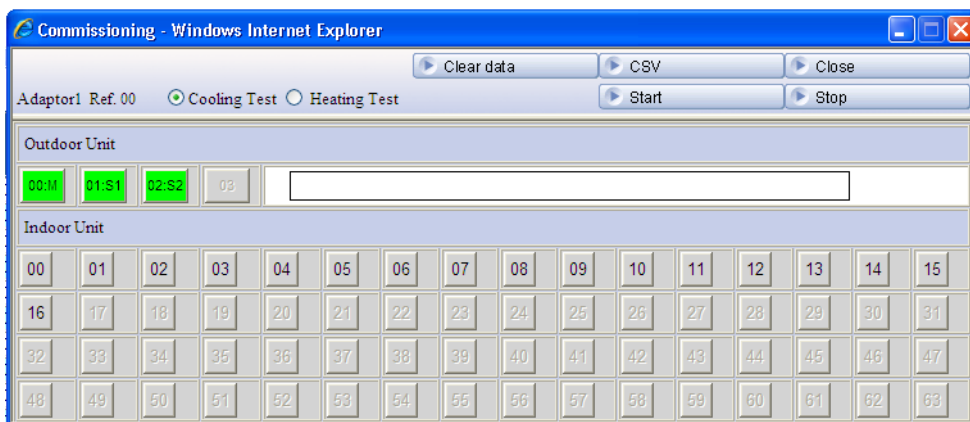 Commissioning - Windows Internet Explorer
Clear data CSV Close
Adaptor1 Ref. 00 Cooling Test Heating Test Start Stop
Outdoor Unit
00:M 01:S1 02:S2 03
Indoor Unit
00 01 02 03 04 05 06 07 08 09 10 11 12 13 14 15
16 17 18 19 20 21 22 23 24 25 26 27 28 29 30 31
32 33 34 35 36 37 38 39 40 41 42 43 44 45 46 47
48 49 50 51 52 53 54 55 56 57 58 59 60 61 62 63